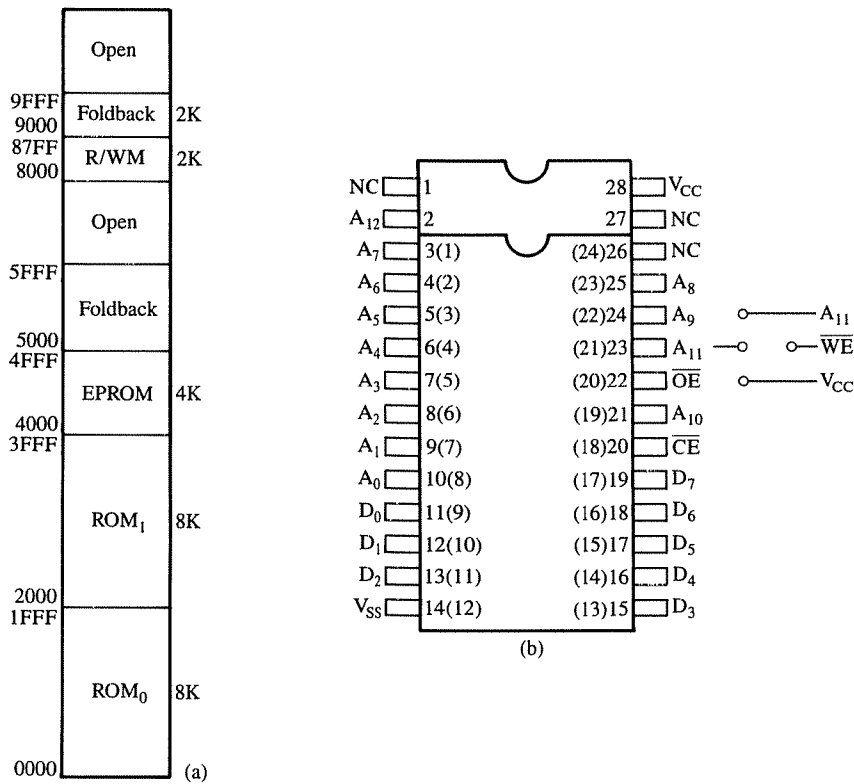 Open
9FFF
Foldback 2K
9000
87FF
R/WM 2K
8000
Open
5FFF
Foldback
5000
4FFF
EPROM 4K
4000
3FFF
ROM1 8K
2000
1FFF
ROM0 8K
0000
(a)
NC 1 28 VCC
A12 2 27 NC
A7 3(1) (24)26 NC
A6 4(2) (23)25 A8
A5 5(3) (22)24 A9 A11
A4 6(4) (21)23 A11 WE
A3 7(5) (20)22 OE VCC
A2 8(6) (19)21 A10
A1 9(7) (18)20 CE
A0 10(8) (17)19 D7
D0 11(9) (16)18 D6
D1 12(10) (15)17 D5
D2 13(11) (14)16 D4
VSS 14(12) (13)15 D3
(b)